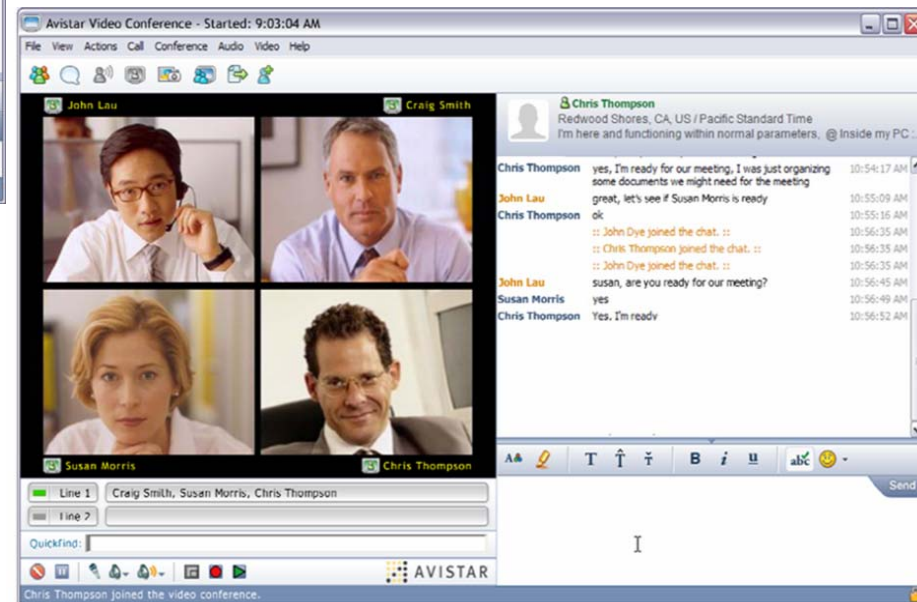 Avistar Video Conference - Started: 9:03:04 AM
File View Actions Call Conference Audio Video Help
John Lau
Craig Smith
Susan Morris
Chris Thompson
Line 1 Craig Smith, Susan Morris, Chris Thompson
Line 2
Quickfind:
AVISTAR
Chris Thompson joined the video conference.
Chris Thompson
Redwood Shores, CA, US / Pacific Standard Time
I'm here and functioning within normal parameters, @ Inside my PC
Chris Thompson yes, I'm ready for our meeting, I was just organizing 10:54:17 AM
some documents we might need for the meeting
John Lau great, let's see if Susan Morris is ready 10:55:09 AM
Chris Thompson ok 10:55:16 AM
:: John Dye joined the chat. :: 10:56:35 AM
:: Chris Thompson joined the chat. :: 10:56:35 AM
:: John Dye joined the chat. :: 10:56:35 AM
John Lau susan, are you ready for our meeting? 10:56:45 AM
Susan Morris yes 10:56:49 AM
Chris Thompson Yes, I'm ready 10:56:52 AM
A T T T B i u abc
Send